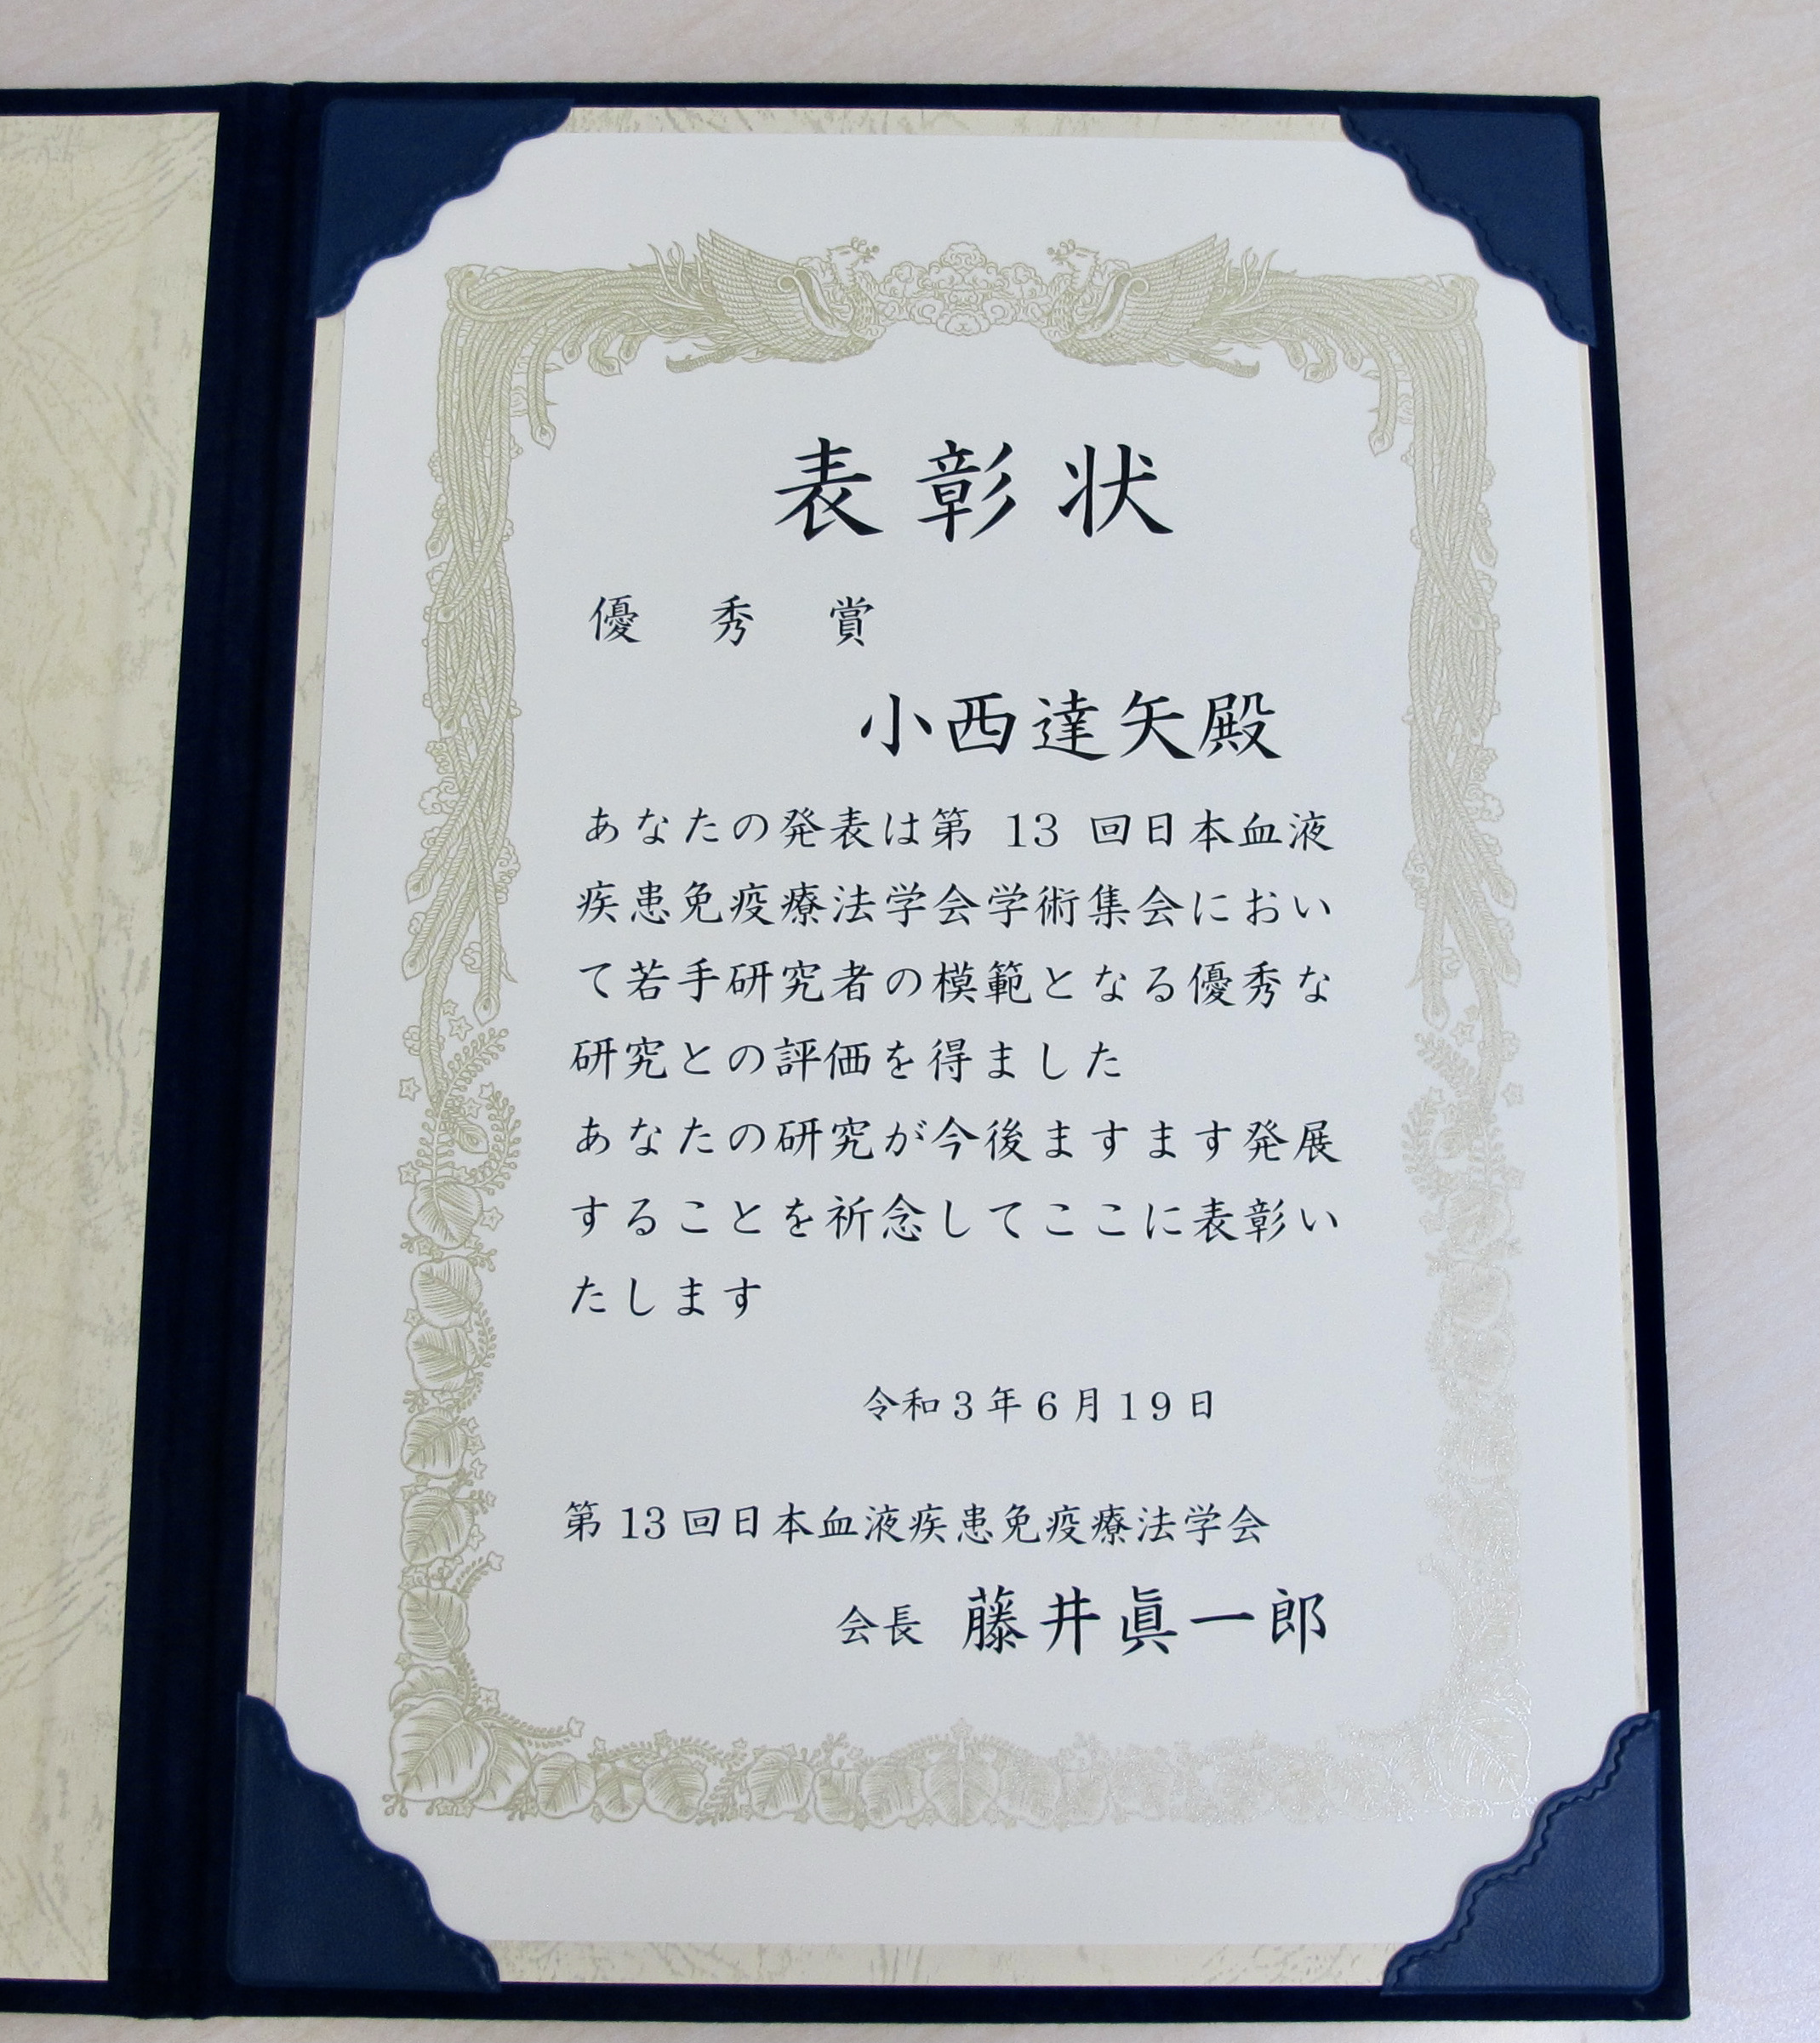 表彰状
優秀賞
小西達矢殿
あなたの発表は第 13 回日本血液
疾患免疫療法学会学術集会におい
て若手研究者の模範となる優秀な
研究との評価を得ました
あなたの研究が今後ますます発展
することを祈念してここに表彰い
たします
令和3年6月19日
第13回日本血液疾患免疫療法学会
会長 藤井眞一郎